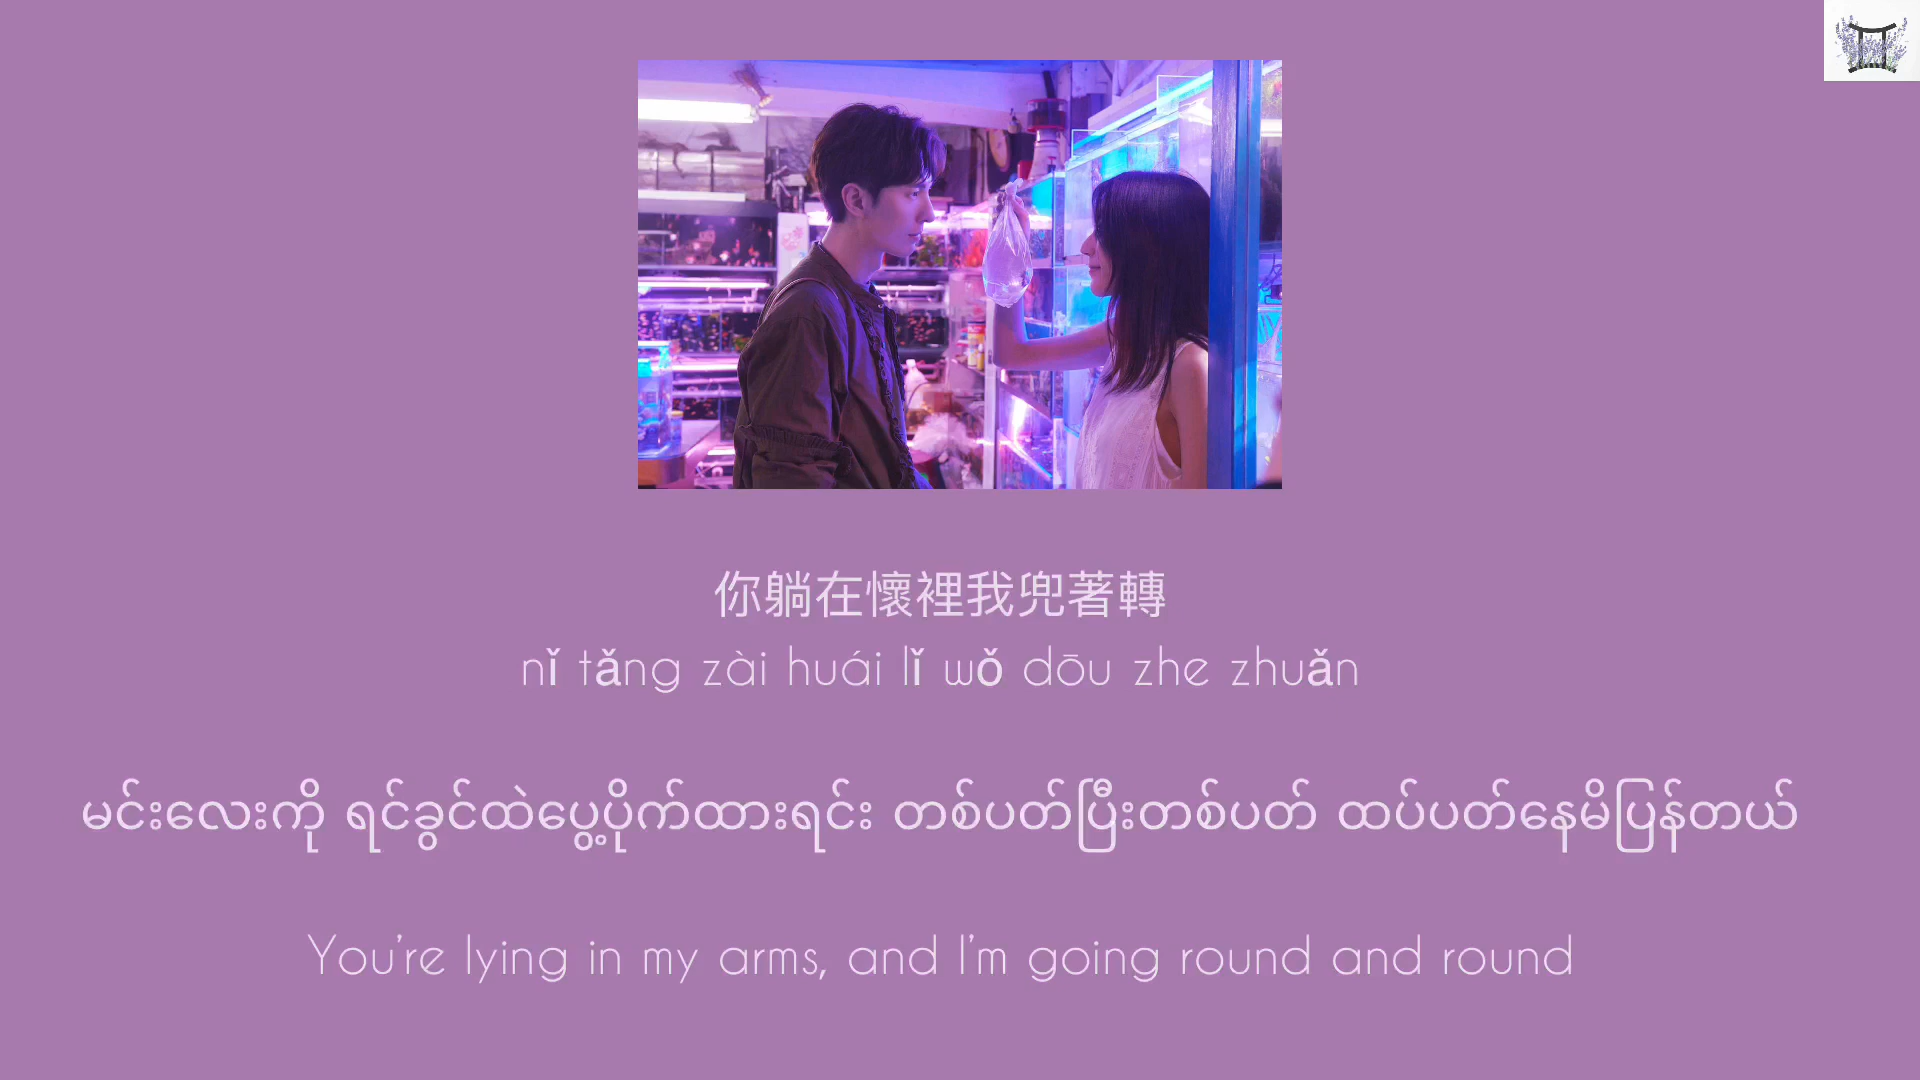 你躺在懷裡我兜著轉
nǐ tǎng zài huái lǐ wǒ dōu zhe zhuǎn
မင်းလေးကို ရင်ခွင်ထဲပွေ့ပိုက်ထားရင်း တစ်ပတ်ပြီးတစ်ပတ် ထပ်ပတ်နေမိပြန်တယ်
You're lying in my arms, and I'm going round and round